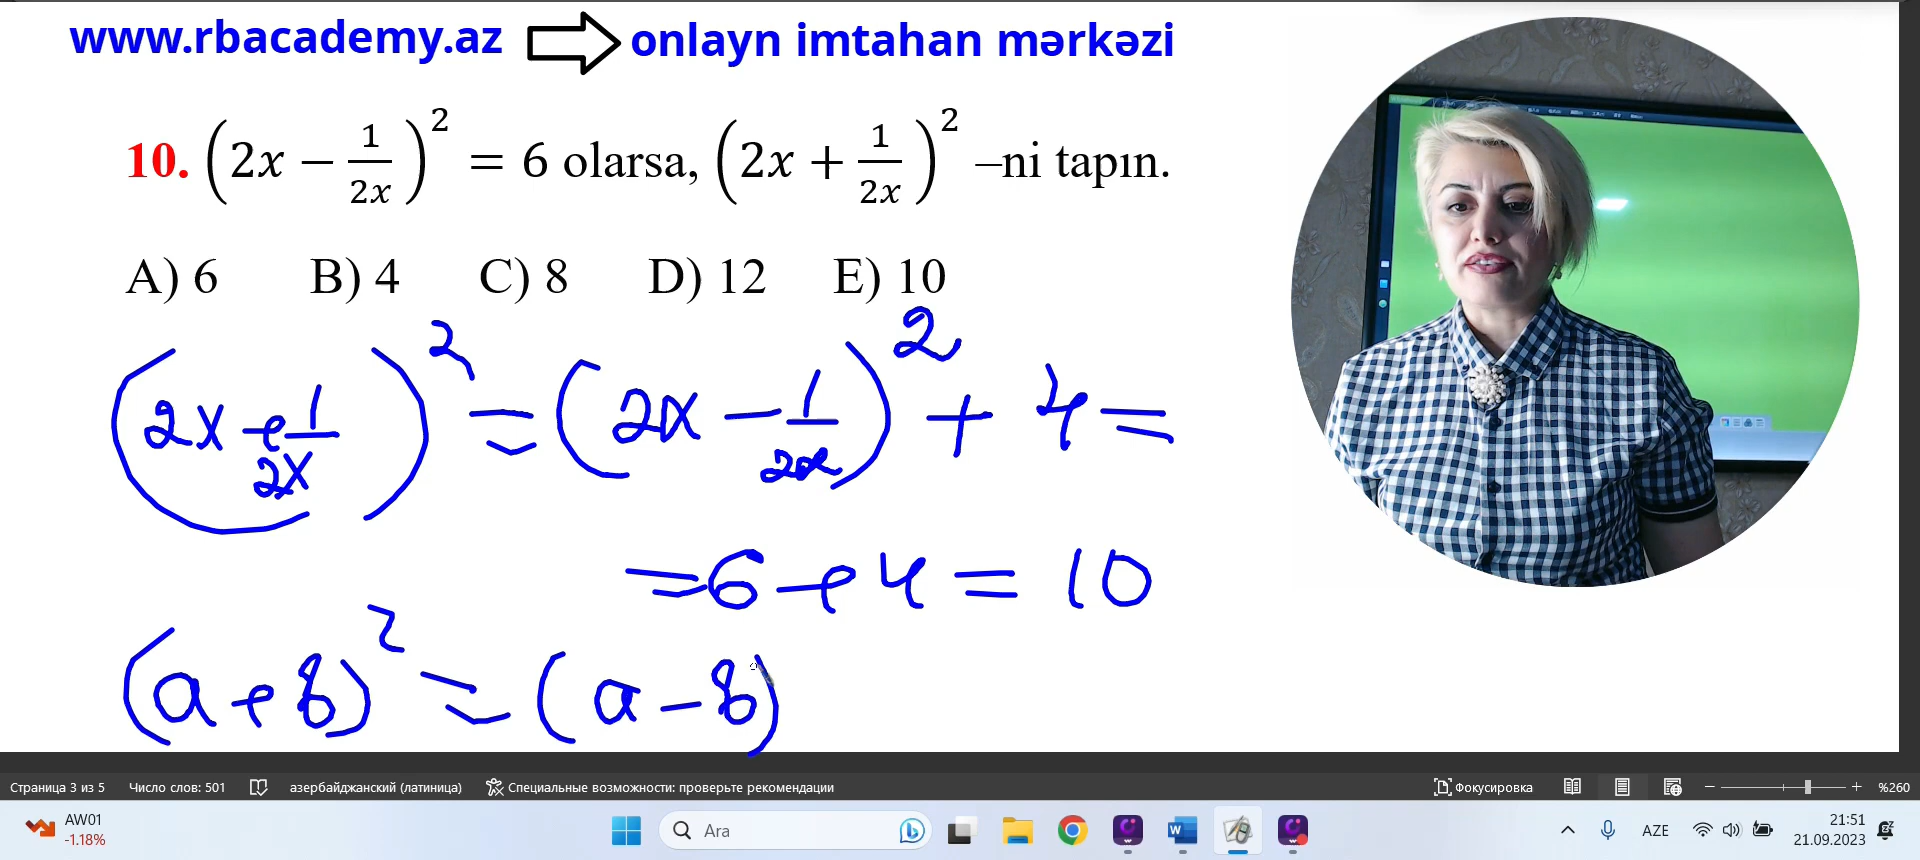 www.rbacademy.az ⇨ onlayn imtahan mərkəzi
10. (2x − 1/2x)² = 6 olarsa, (2x + 1/2x)² –ni tapın.
A) 6 B) 4 C) 8 D) 12 E) 10
(2x + 1/2x)² = (2x − 1/2x)² + 4 =
= 6 + 4 = 10
(a + b)² = (a − b)
Страница 3 из 5 Число слов: 501 азербайджанский (латиница) Специальные возможности: проверьте рекомендации Фокусировка %260
AW01
-1.18%
Ara
AZE
21:51
21.09.2023